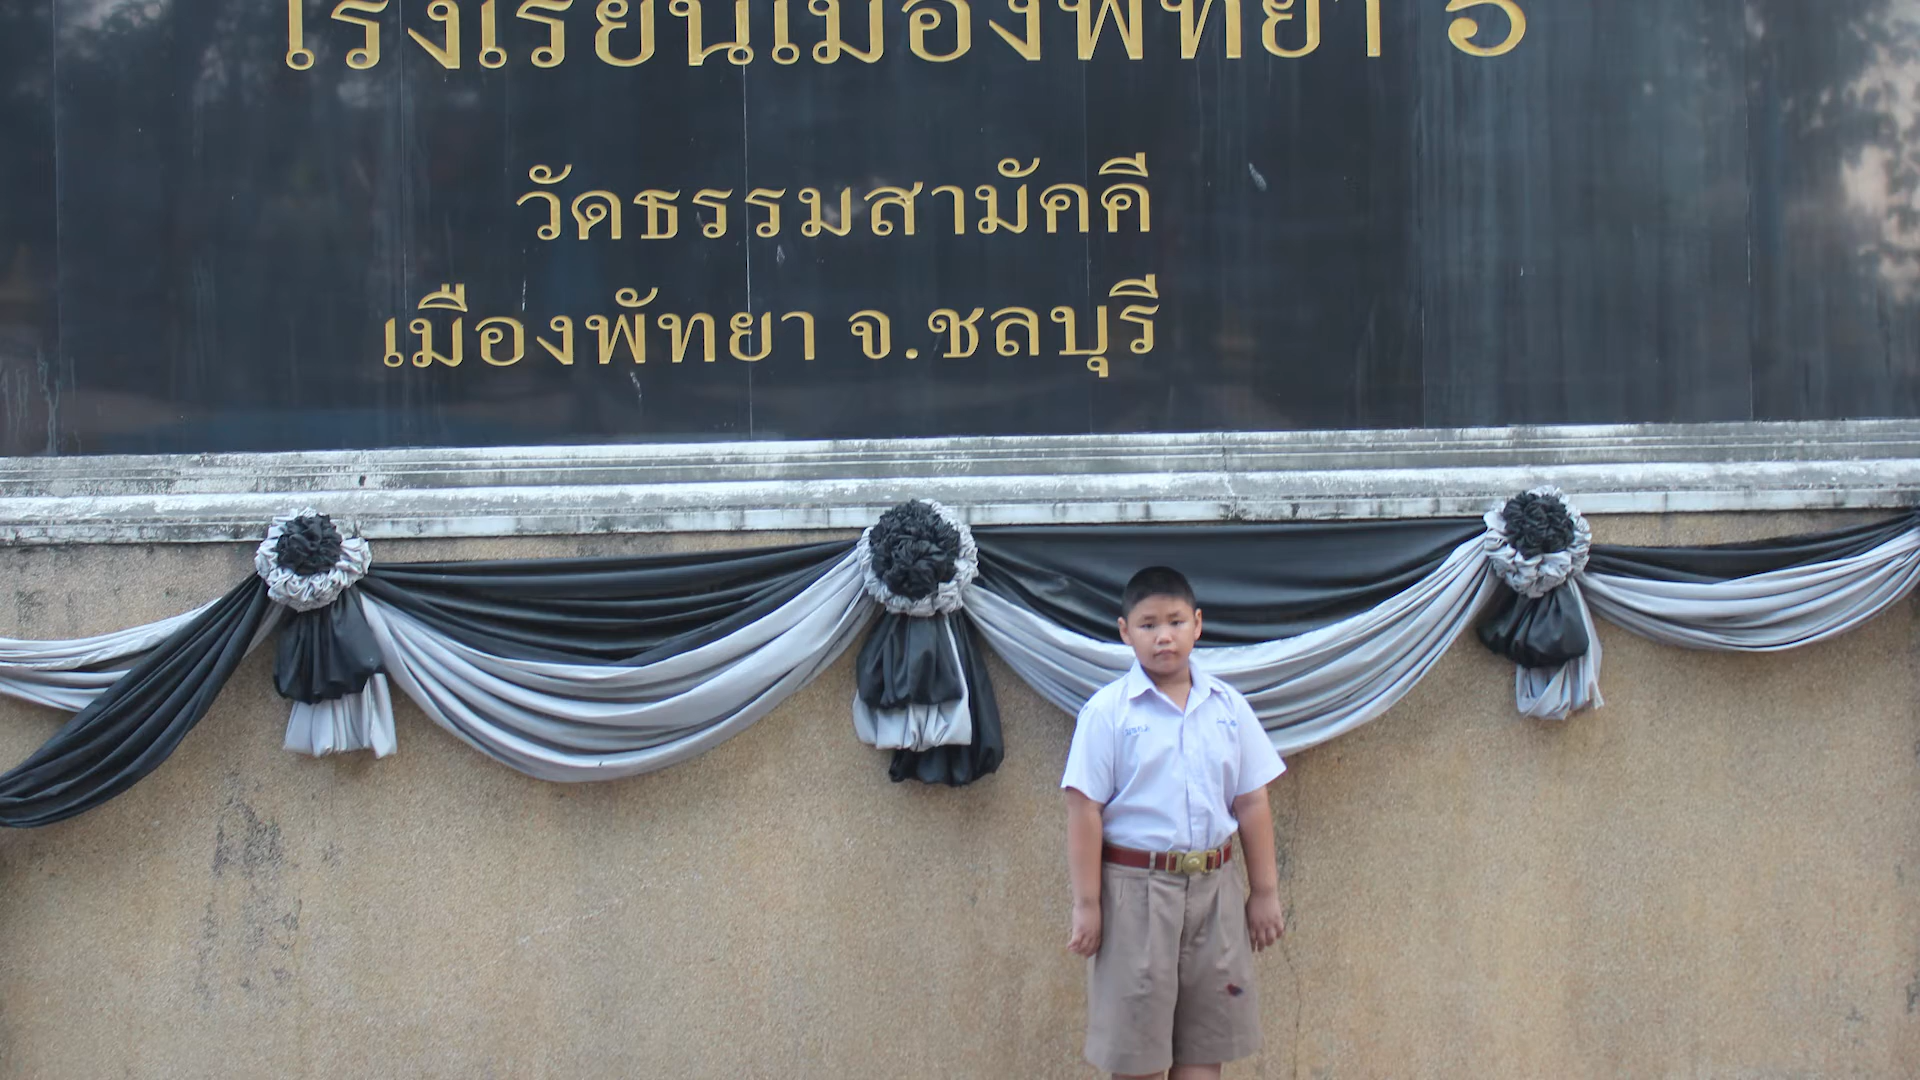 โรงเรียนเมืองพัทยา ๖
วัดธรรมสามัคคี
เมืองพัทยา จ.ชลบุรี